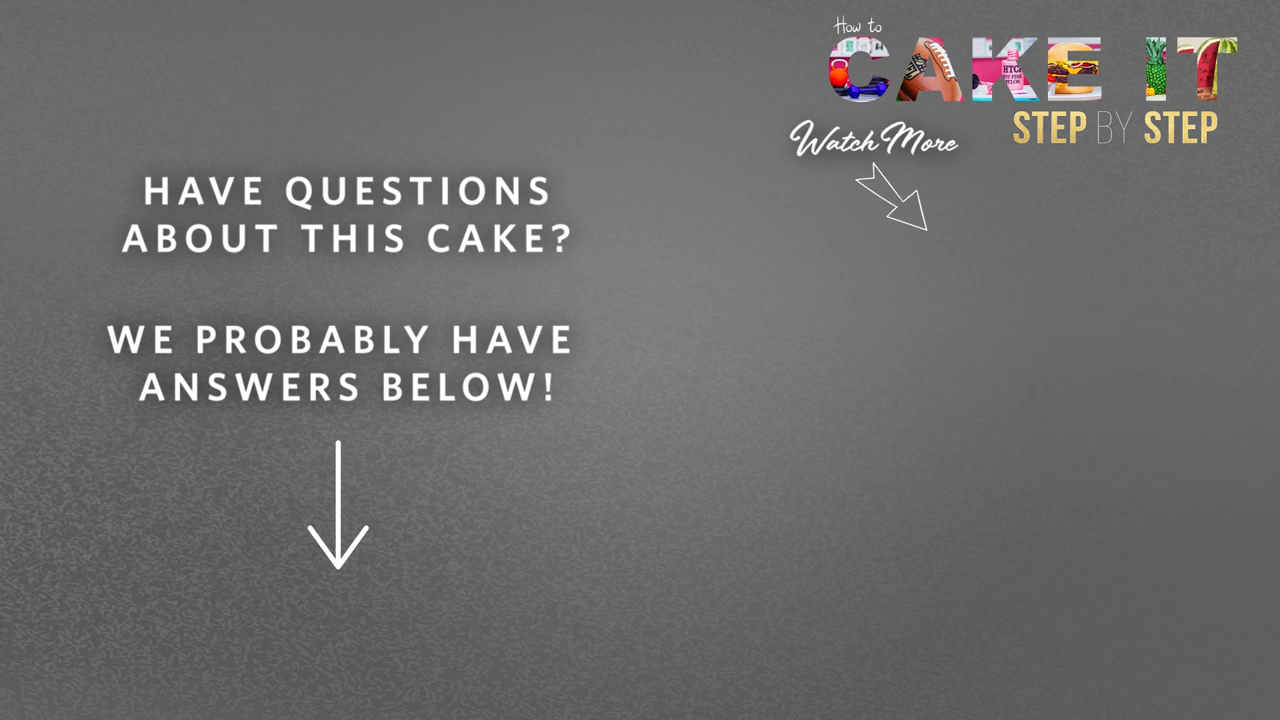 How to
CAKE IT
STEP BY STEP
Watch More
HAVE QUESTIONS
ABOUT THIS CAKE?
WE PROBABLY HAVE
ANSWERS BELOW!